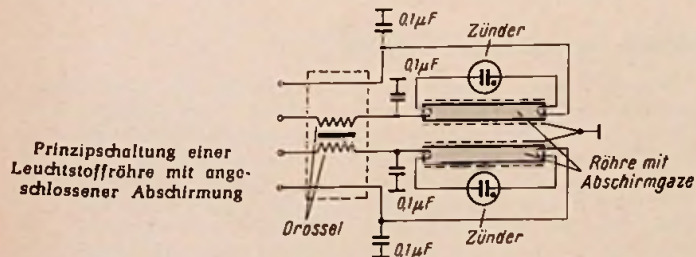 0,1µF
Zünder
0,1µF
Prinzipschaltung einer
Leuchtstoffröhre mit ange-
schlossener Abschirmung
Röhre mit
Abschirmgaze
0,1µF
Drossel
Zünder
0,1µF